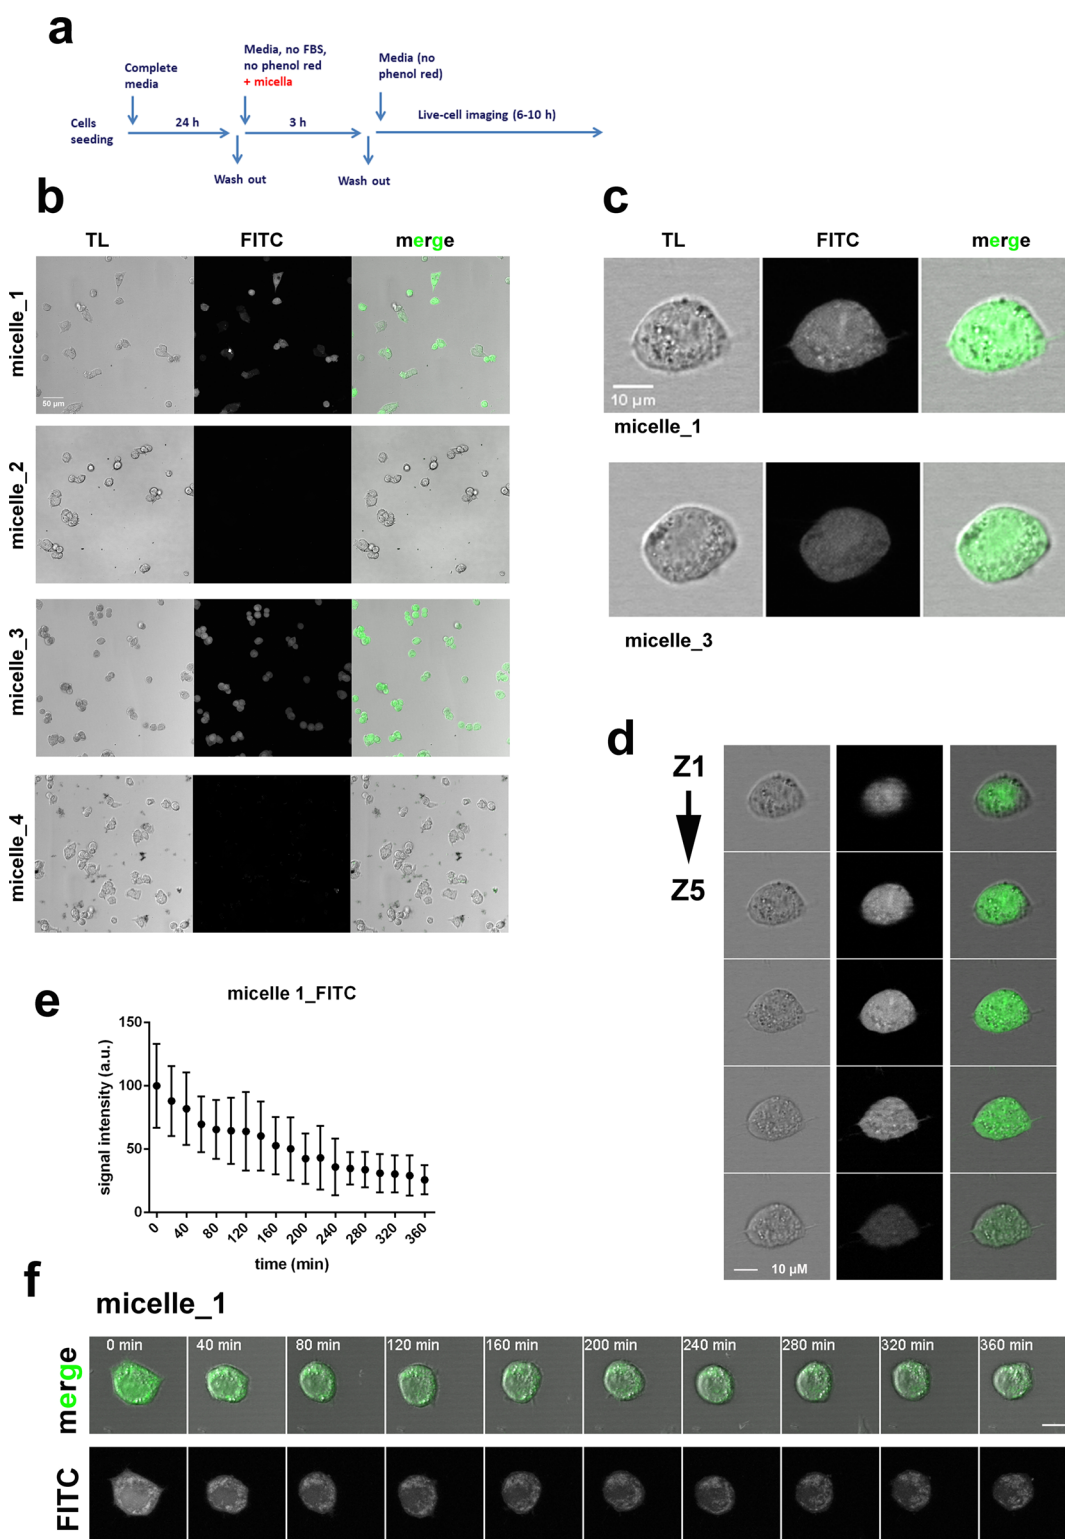 a
Complete
media
Media, no FBS,
no phenol red
+ micella
Media (no
phenol red)
Cells
seeding
24 h
3 h
Live-cell imaging (6-10 h)
Wash out
Wash out
b
TL FITC merge
micelle_1
50 µm
micelle_2
micelle_3
micelle_4
c
TL FITC merge
10 µm
micelle_1
micelle_3
d
Z1
Z5
10 µM
e
micelle 1_FITC
signal intensity (a.u.)
150
100
50
0
0 40 80 120 160 200 240 280 320 360
time (min)
f
micelle_1
merge
0 min 40 min 80 min 120 min 160 min 200 min 240 min 280 min 320 min 360 min
FITC